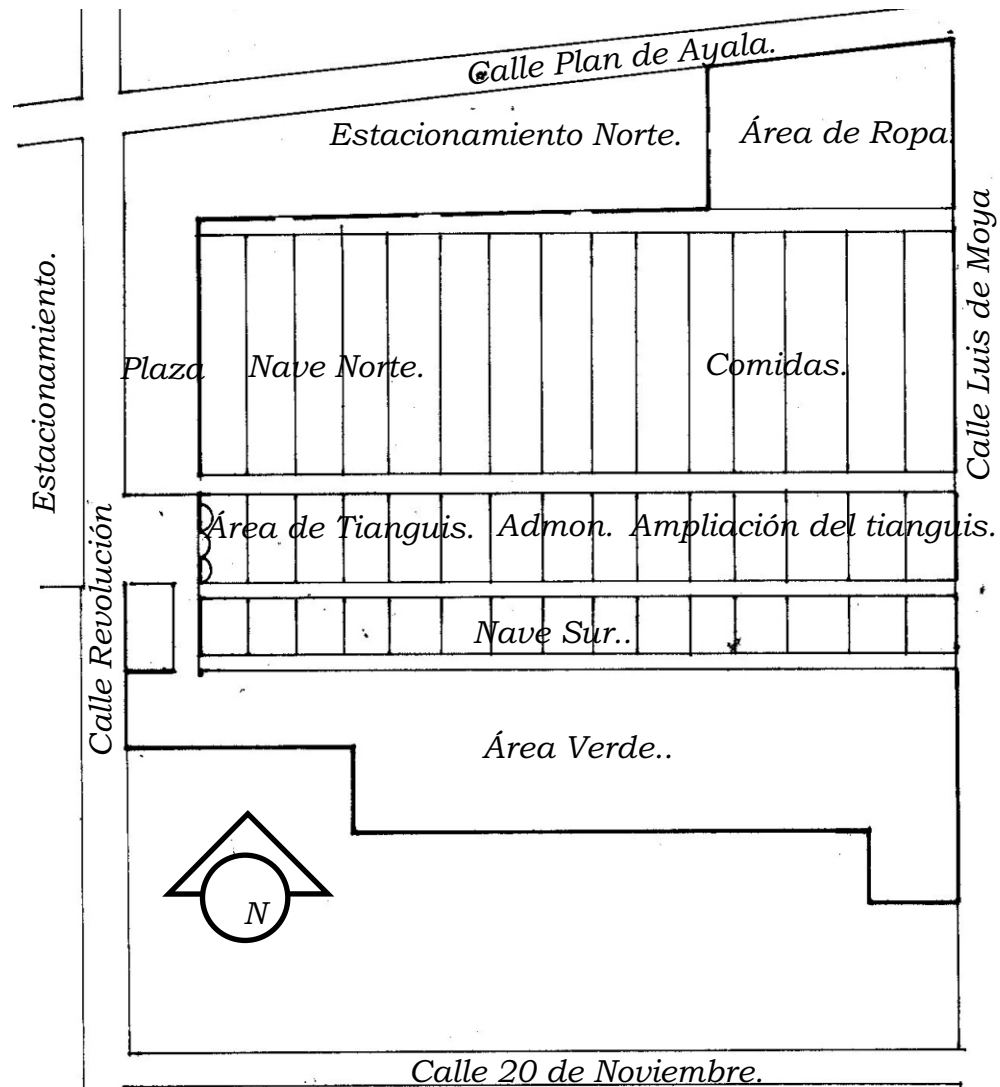 Calle Plan de Ayala.
Estacionamiento Norte.
Área de Ropa.
Estacionamiento.
Calle Luis de Moya
Plaza
Nave Norte.
Comidas.
Área de Tianguis.
Admon.
Ampliación del tianguis.
Calle Revolución
Nave Sur..
Área Verde..
N
Calle 20 de Noviembre.